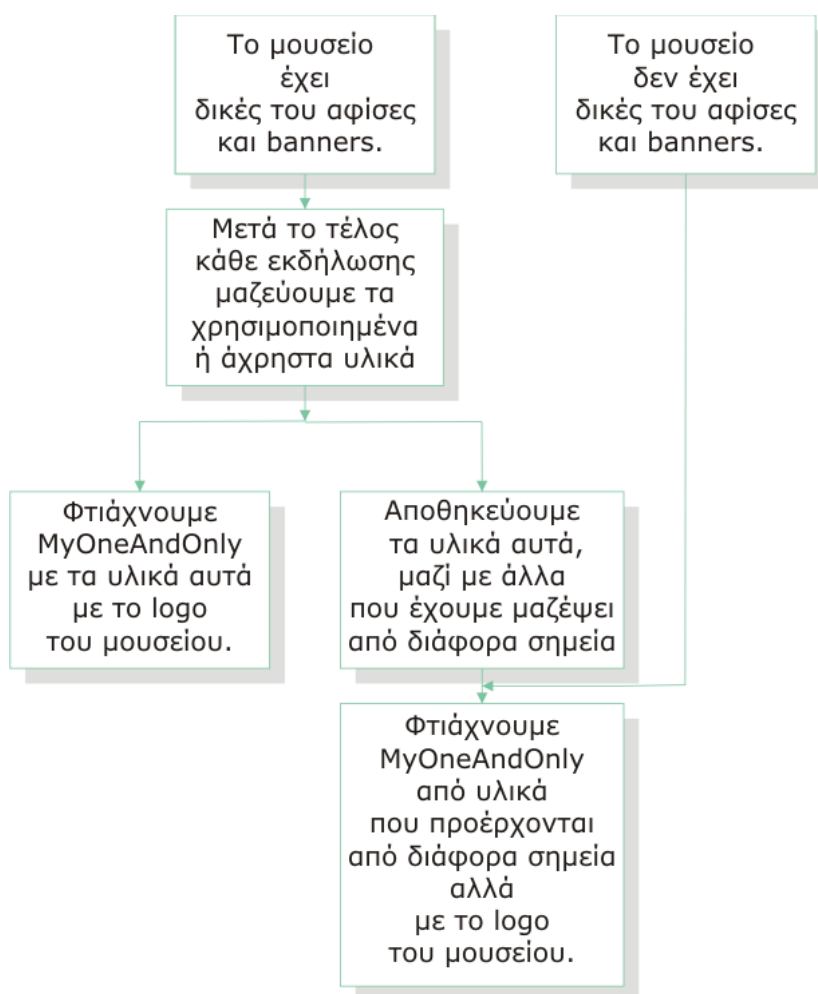 Το μουσείο
έχει
δικές του αφίσες
και banners.
Το μουσείο
δεν έχει
δικές του αφίσες
και banners.
Μετά το τέλος
κάθε εκδήλωσης
μαζεύουμε τα
χρησιμοποιημένα
ή άχρηστα υλικά
Φτιάχνουμε
MyOneAndOnly
με τα υλικά αυτά
με το logo
του μουσείου.
Αποθηκεύουμε
τα υλικά αυτά,
μαζί με άλλα
που έχουμε μαζέψει
από διάφορα σημεία
Φτιάχνουμε
MyOneAndOnly
από υλικά
που προέρχονται
από διάφορα σημεία
αλλά
με το logo
του μουσείου.